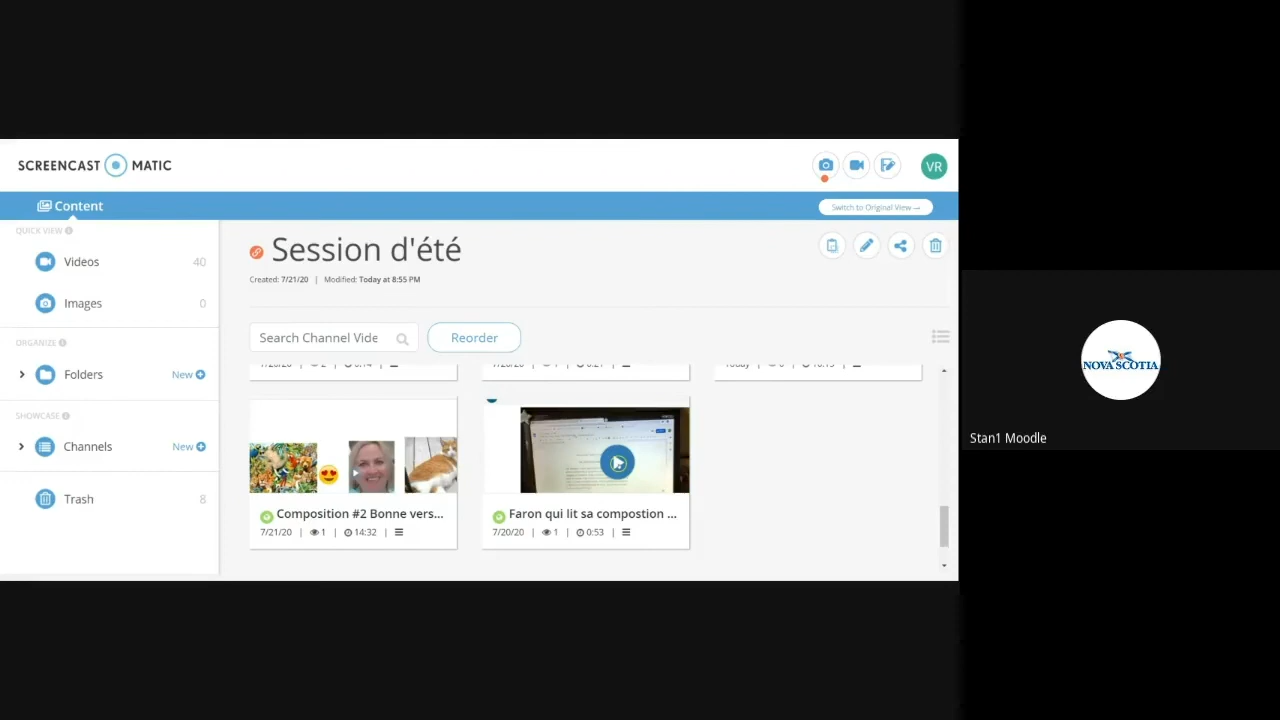 SCREENCAST MATIC
VR
Content
Switch to Original View →
QUICK VIEW
Videos 40
Images 0
ORGANIZE
Folders New
SHOWCASE
Channels New
Trash 8
Session d'été
Created: 7/21/20 | Modified: Today at 8:55 PM
Search Channel Vide
Reorder
Composition #2 Bonne vers...
7/21/20 | 1 | 14:32 |
Faron qui lit sa compostion ...
7/20/20 | 1 | 0:53 |
NOVA SCOTIA
Stan1 Moodle